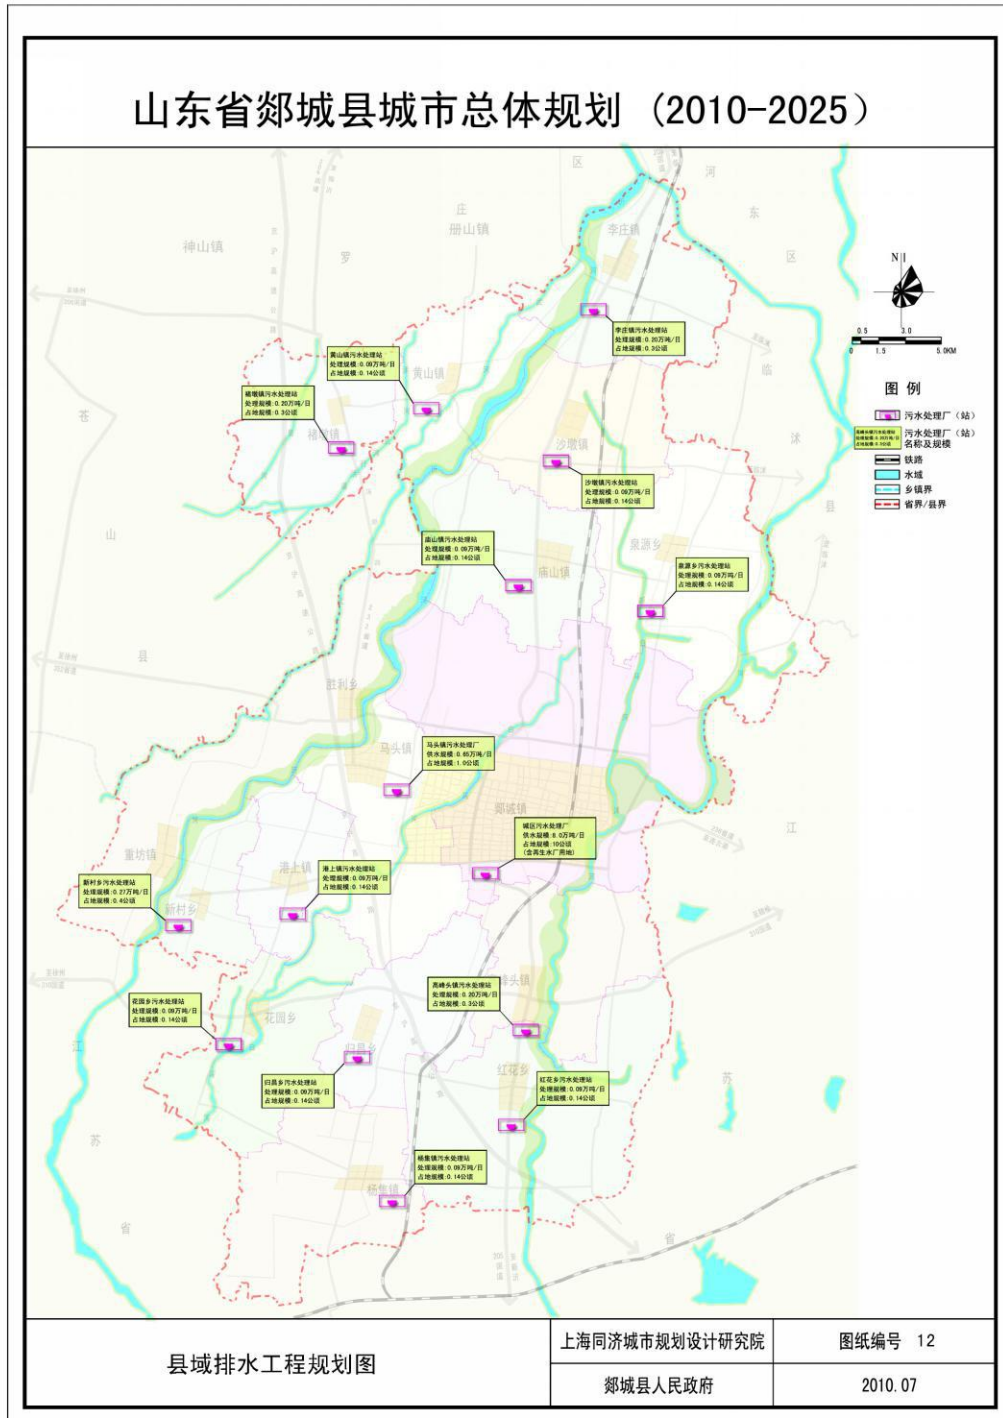 山东省郯城县城市总体规划 (2010-2025)
区
河
东
区
庄
册山镇
神山镇
罗
李庄镇
N
0.5 3.0
0 1.5 5.0KM
临
沭
县
图 例
污水处理厂（站）
污水处理厂（站）
名称及规模
铁路
水域
乡镇界
省界/县界
李庄镇污水处理站
处理规模:0.20万吨/日
占地规模:0.3公顷
黄山镇污水处理站
处理规模:0.09万吨/日
占地规模:0.14公顷
黄山镇
褚墩镇污水处理站
处理规模:0.20万吨/日
占地规模:0.3公顷
褚墩镇
苍
山
县
沙墩镇
沙墩镇污水处理站
处理规模:0.09万吨/日
占地规模:0.14公顷
庙山镇污水处理站
处理规模:0.09万吨/日
占地规模:0.14公顷
庙山镇
泉源乡
泉源乡污水处理站
处理规模:0.09万吨/日
占地规模:0.14公顷
胜利乡
马头镇
马头镇污水处理厂
供水规模:0.65万吨/日
占地规模:1.0公顷
郯城镇
城区污水处理厂
供水规模:8.0万吨/日
占地规模:10公顷
(含再生水厂用地)
重坊镇
港上镇
港上镇污水处理站
处理规模:0.09万吨/日
占地规模:0.14公顷
新村乡污水处理站
处理规模:0.27万吨/日
占地规模:0.4公顷
新村乡
江
高峰头镇污水处理站
处理规模:0.20万吨/日
占地规模:0.3公顷
峰头镇
花园乡污水处理站
处理规模:0.09万吨/日
占地规模:0.14公顷
花园乡
归昌乡
归昌乡污水处理站
处理规模:0.09万吨/日
占地规模:0.14公顷
红花乡
红花乡污水处理站
处理规模:0.09万吨/日
占地规模:0.14公顷
江
苏
省
苏
省
杨集镇污水处理站
处理规模:0.09万吨/日
占地规模:0.14公顷
杨集镇
县域排水工程规划图
上海同济城市规划设计研究院
图纸编号 12
郯城县人民政府
2010.07